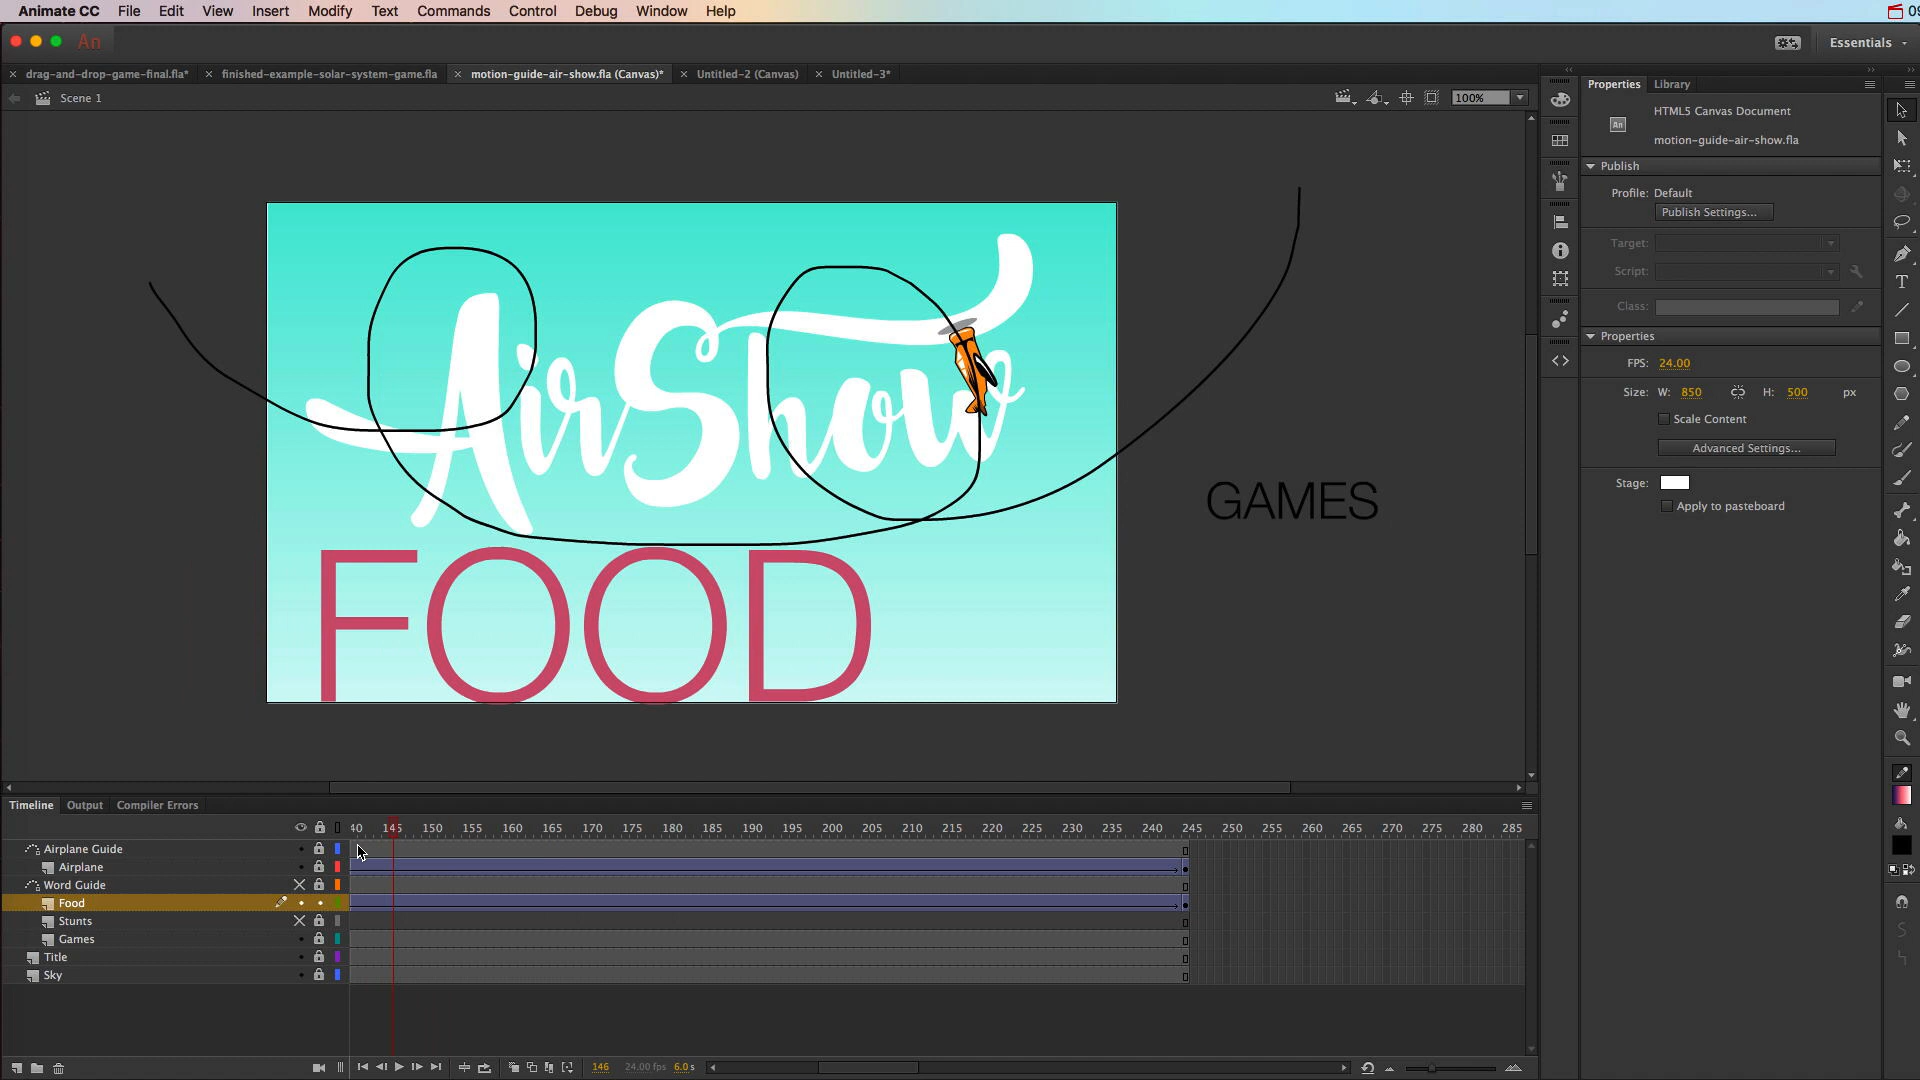 Animate CC File Edit View Insert Modify Text Commands Control Debug Window Help
An Essentials
drag-and-drop-game-final.fla* finished-example-solar-system-game.fla motion-guide-air-show.fla (Canvas)* Untitled-2 (Canvas) Untitled-3*
Scene 1 100%
Properties Library
HTML5 Canvas Document
An
motion-guide-air-show.fla
Publish
Profile: Default
Publish Settings...
Target:
Script:
Class:
Properties
FPS: 24.00
Size: W: 850 H: 500 px
Scale Content
Advanced Settings...
Stage:
Apply to pasteboard
AirShow
GAMES
FOOD
Timeline Output Compiler Errors
145 150 155 160 165 170 175 180 185 190 195 200 205 210 215 220 225 230 235 240 245 250 255 260 265 270 275 280 285
Airplane Guide
Airplane
Word Guide
Food
Stunts
Games
Title
Sky
146 24.00 fps 6.0 s